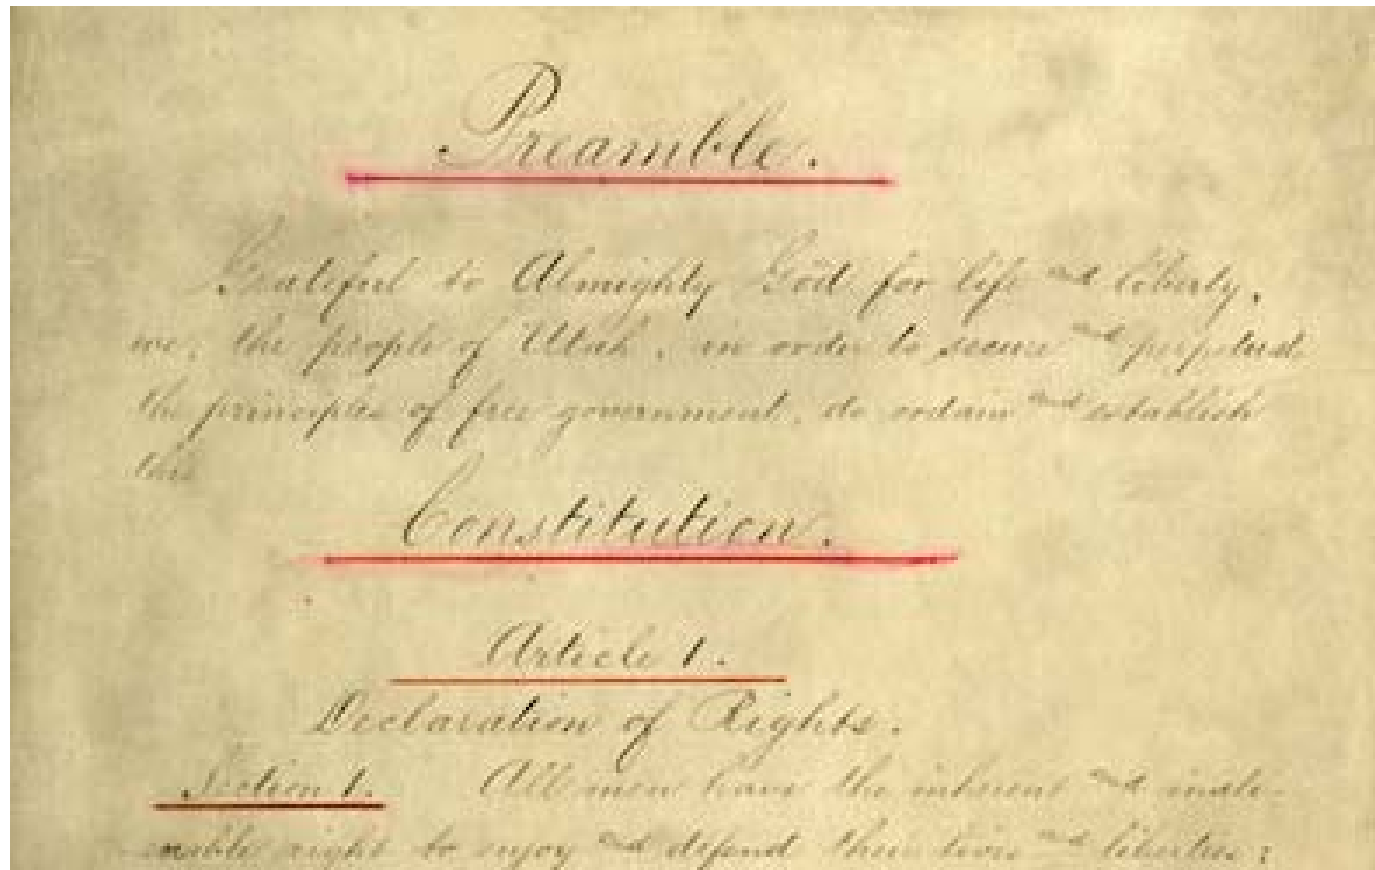 Preamble.
Grateful to Almighty God for life and liberty,
we, the people of Utah, in order to secure and perpetuate
the principles of free government, do ordain and establish
this
Constitution.
Article 1.
Declaration of Rights.
Section 1. All men have the inherent and inali-
enable right to enjoy and defend their lives and liberties;